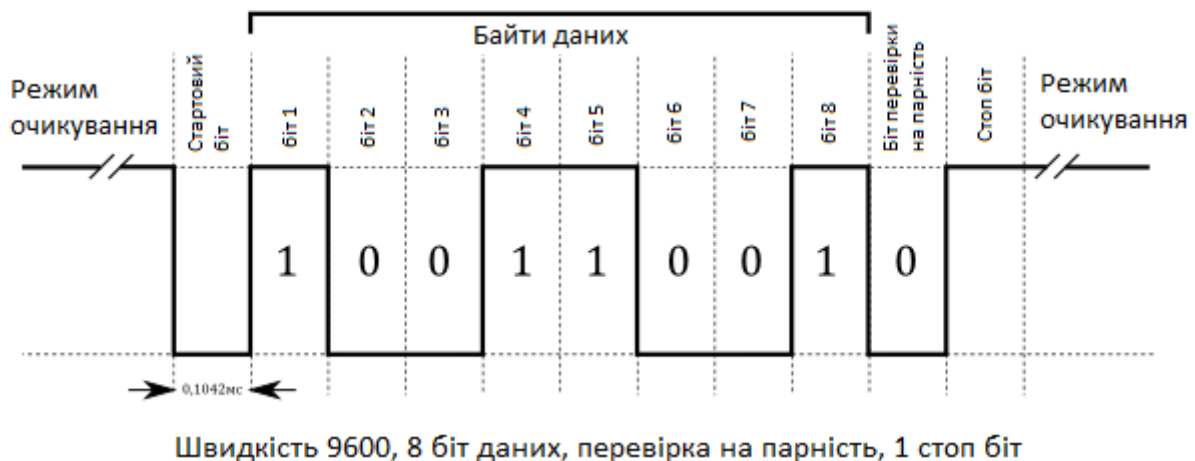 Байти даних
Режим
очикування
Стартовий
біт
біт 1
біт 2
біт 3
біт 4
біт 5
біт 6
біт 7
біт 8
Біт перевірки
на парність
Стоп біт
Режим
очикування
1 0 0 1 1 0 0 1 0
0,1042мс
Швидкість 9600, 8 біт даних, перевірка на парність, 1 стоп біт